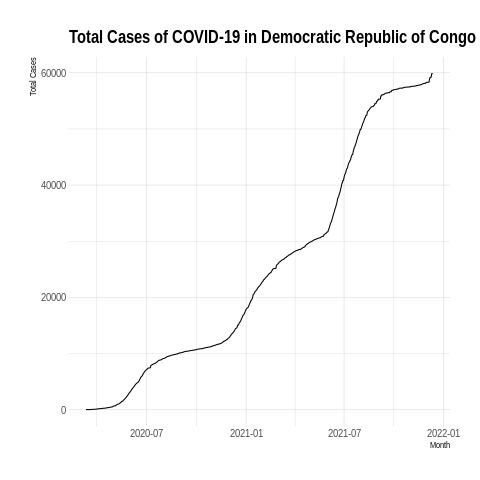 Total Cases of COVID-19 in Democratic Republic of Congo
Total Cases
60000
40000
20000
0
2020-07 2021-01 2021-07 2022-01
Month